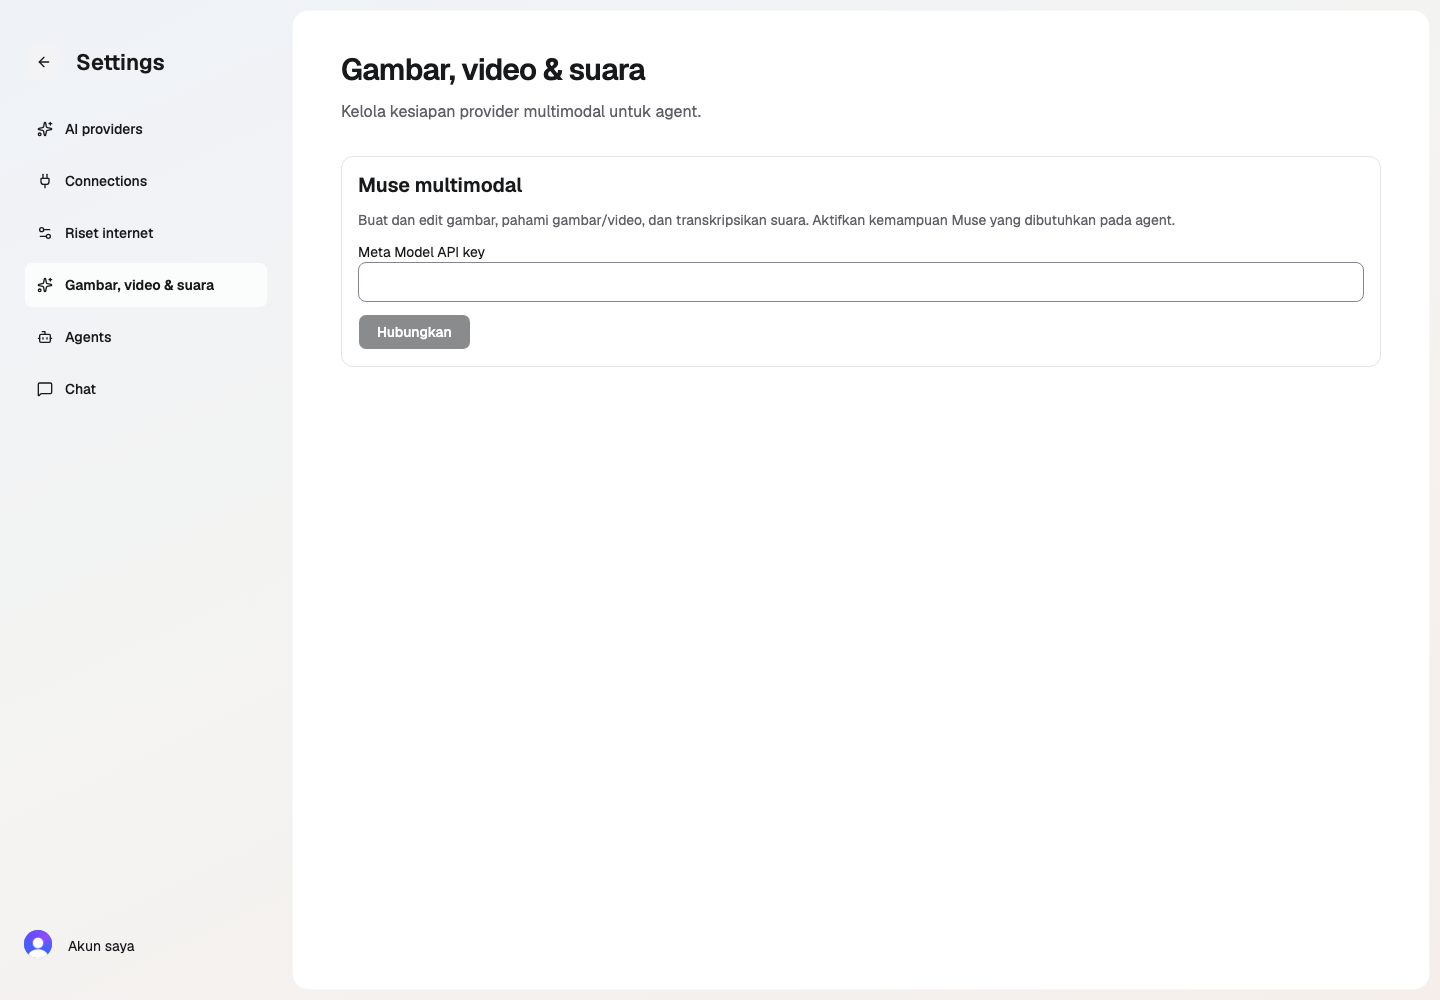 Settings
AI providers
Connections
Riset internet
Gambar, video & suara
Agents
Chat
Akun saya
Gambar, video & suara
Kelola kesiapan provider multimodal untuk agent.
Muse multimodal
Buat dan edit gambar, pahami gambar/video, dan transkripsikan suara. Aktifkan kemampuan Muse yang dibutuhkan pada agent.
Meta Model API key
Hubungkan